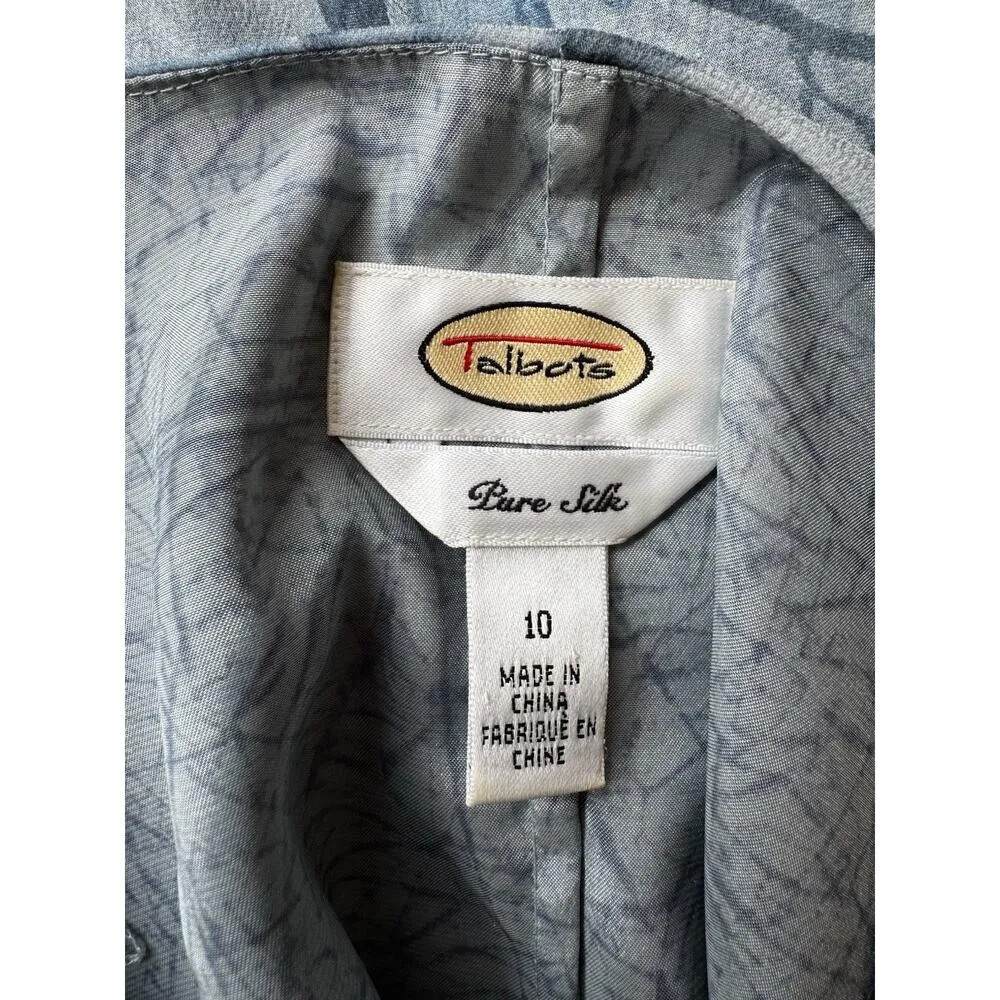 Talbots
Pure Silk
10
MADE IN
CHINA
FABRIQUÈ EN
CHINE